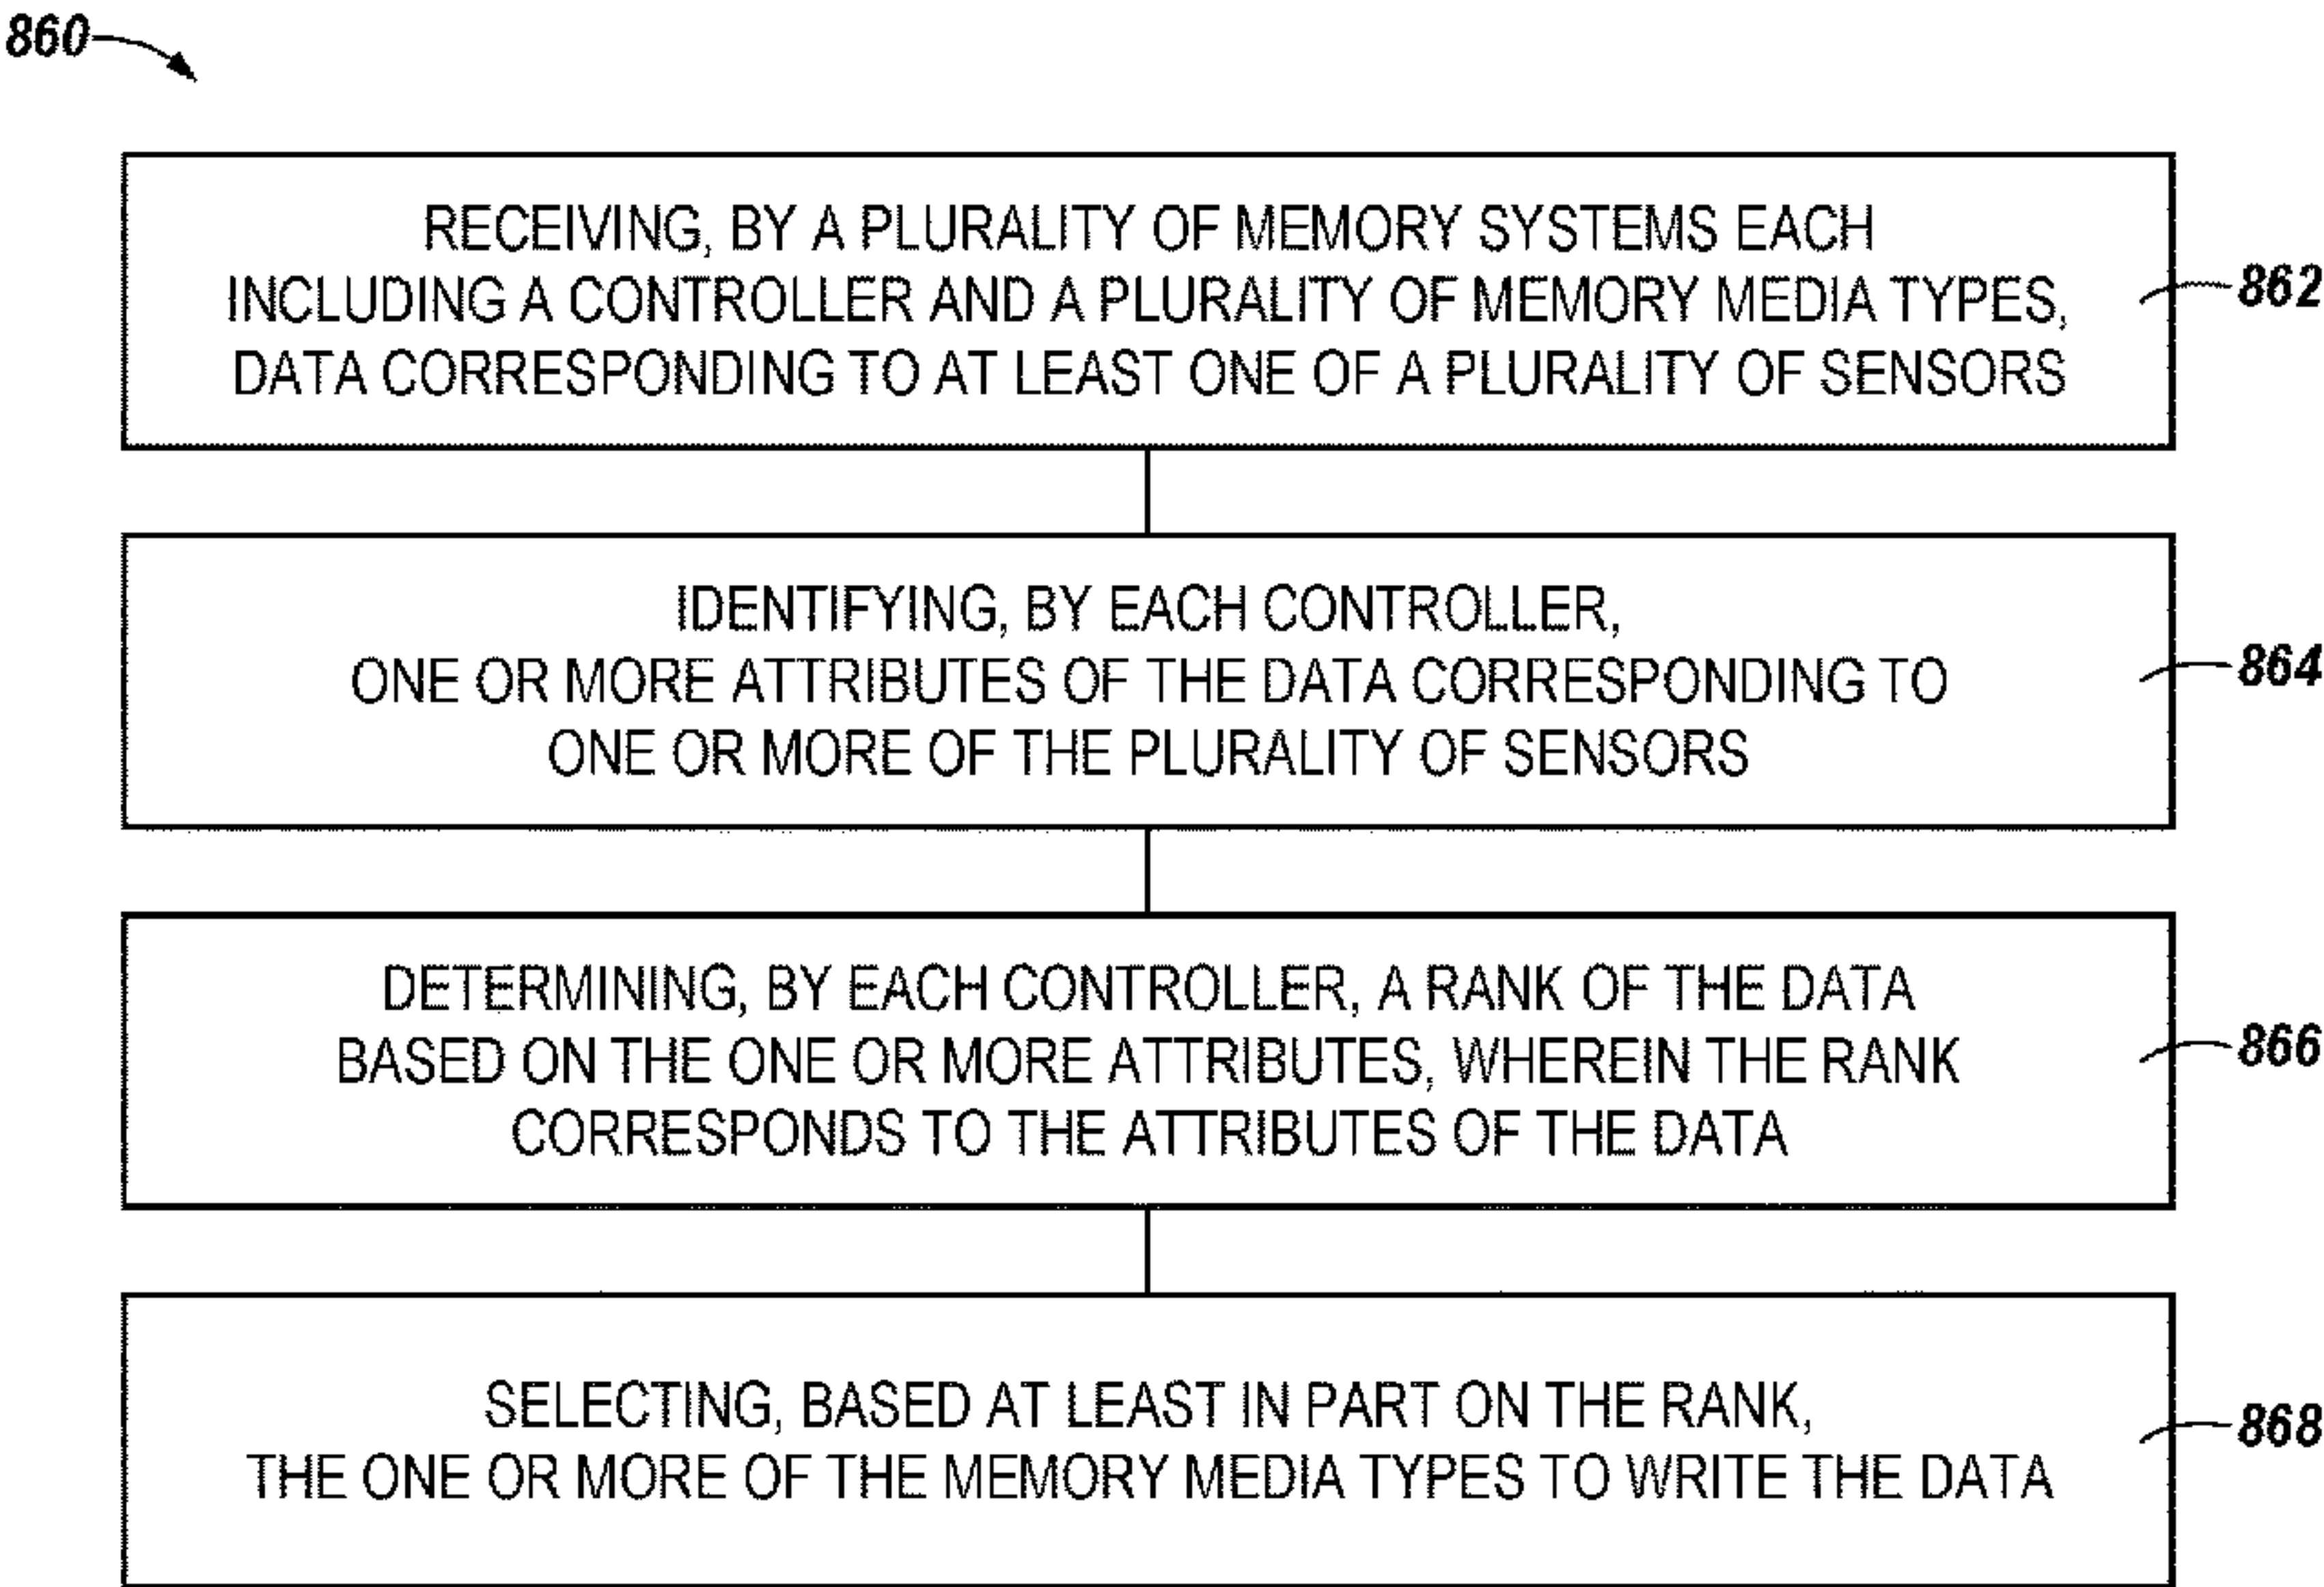 860
RECEIVING, BY A PLURALITY OF MEMORY SYSTEMS EACH
INCLUDING A CONTROLLER AND A PLURALITY OF MEMORY MEDIA TYPES,
DATA CORRESPONDING TO AT LEAST ONE OF A PLURALITY OF SENSORS
862
IDENTIFYING, BY EACH CONTROLLER,
ONE OR MORE ATTRIBUTES OF THE DATA CORRESPONDING TO
ONE OR MORE OF THE PLURALITY OF SENSORS
864
DETERMINING, BY EACH CONTROLLER, A RANK OF THE DATA
BASED ON THE ONE OR MORE ATTRIBUTES, WHEREIN THE RANK
CORRESPONDS TO THE ATTRIBUTES OF THE DATA
866
SELECTING, BASED AT LEAST IN PART ON THE RANK,
THE ONE OR MORE OF THE MEMORY MEDIA TYPES TO WRITE THE DATA
868